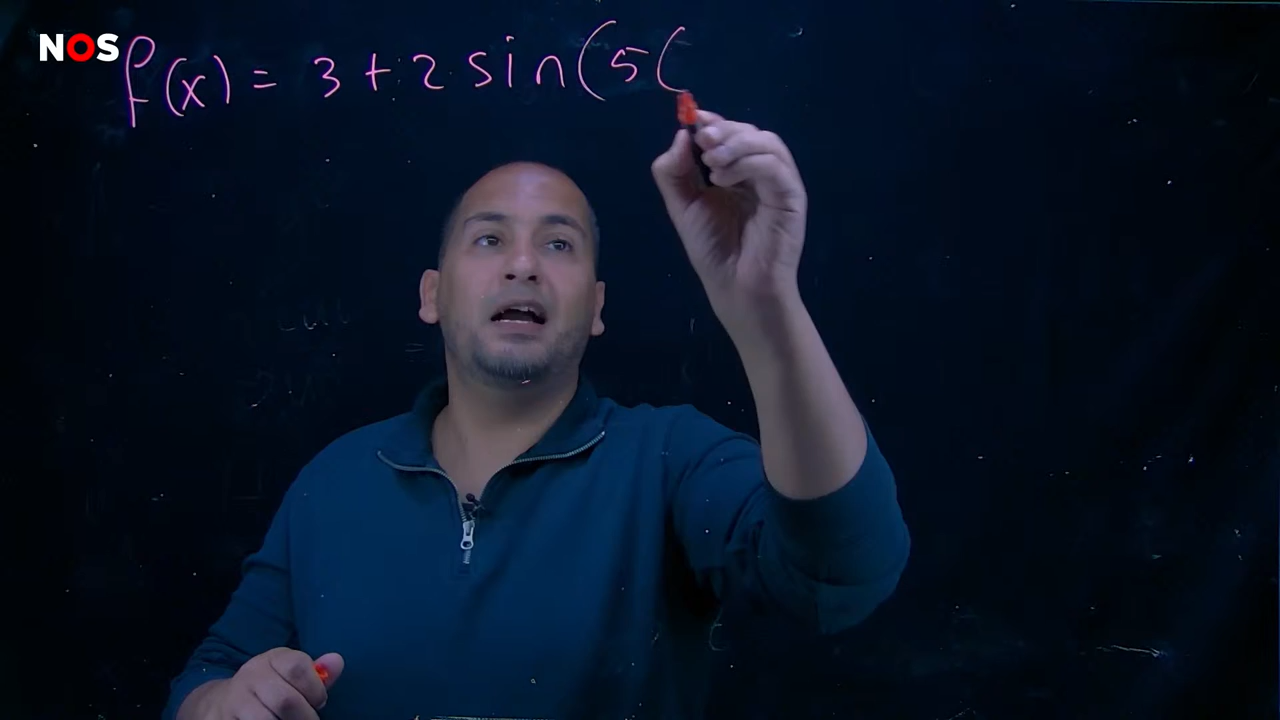 NOS
f(x) = 3 + 2 sin(5(